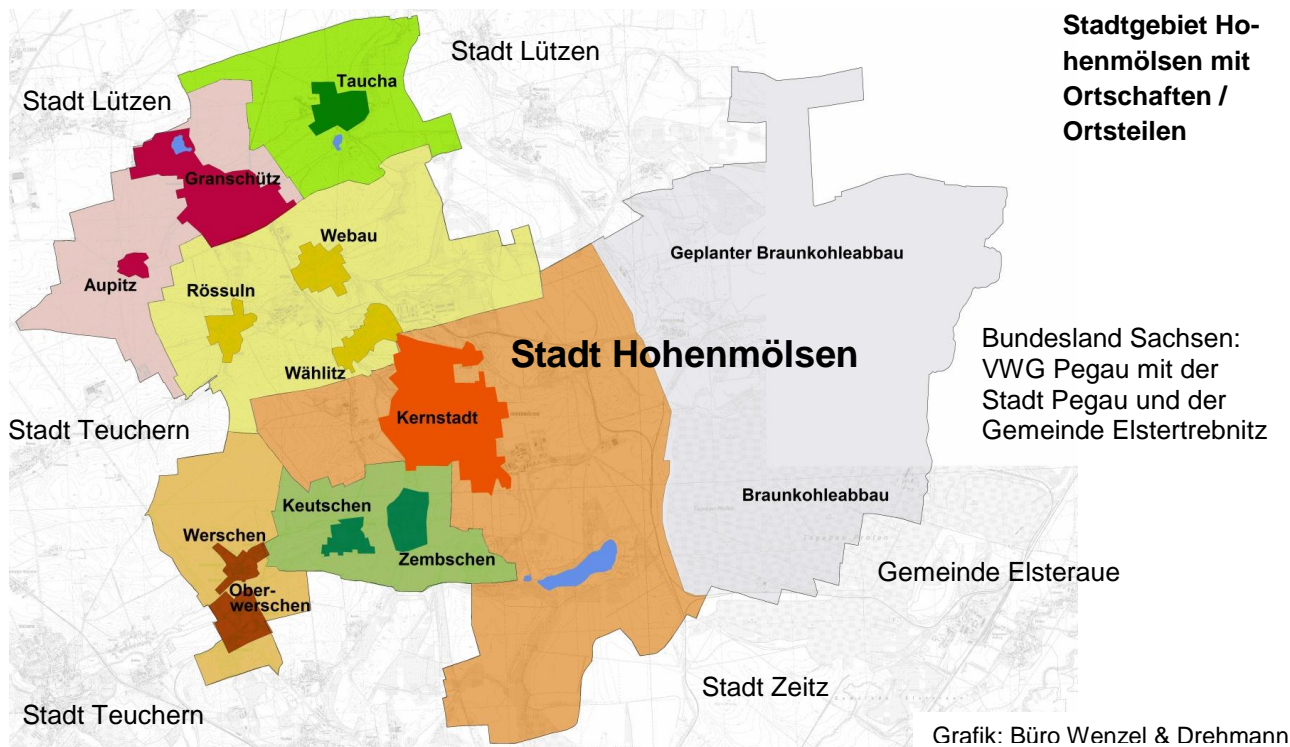 Stadtgebiet Ho-
henmölsen mit
Ortschaften /
Ortsteilen
Stadt Lützen
Stadt Lützen
Taucha
Granschütz
Webau
Geplanter Braunkohleabbau
Aupitz
Rössuln
Wählitz
Stadt Hohenmölsen
Bundesland Sachsen:
VWG Pegau mit der
Stadt Pegau und der
Gemeinde Elstertrebnitz
Kernstadt
Stadt Teuchern
Keutschen
Braunkohleabbau
Werschen
Zembschen
Gemeinde Elsteraue
Ober-
werschen
Stadt Zeitz
Stadt Teuchern
Grafik: Büro Wenzel & Drehmann